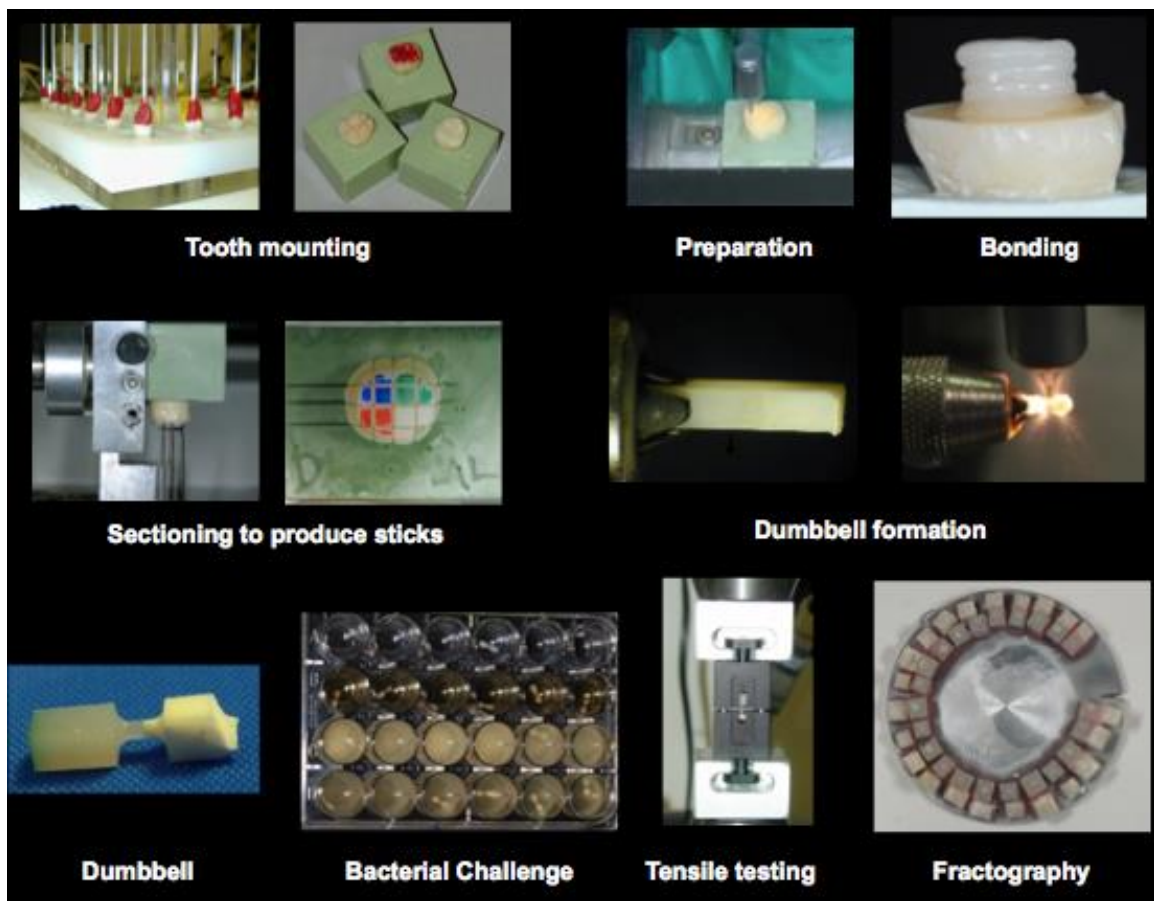 Tooth mounting
Preparation
Bonding
Sectioning to produce sticks
Dumbbell formation
Dumbbell
Bacterial Challenge
Tensile testing
Fractography